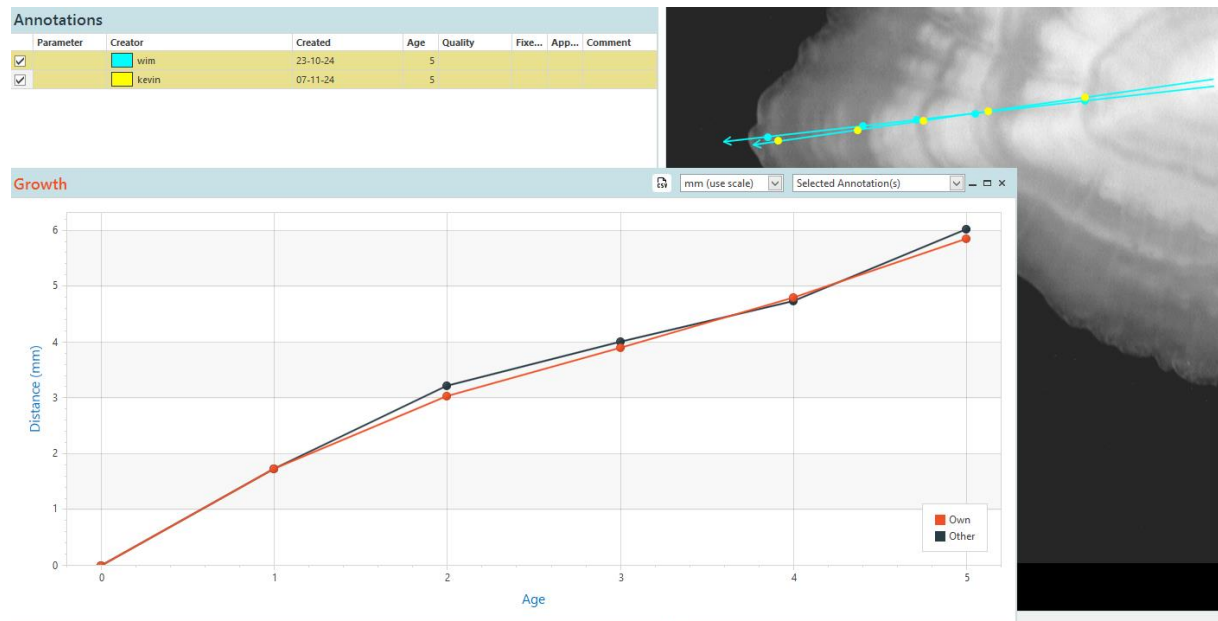 Annotations
Parameter Creator Created Age Quality Fixe... App... Comment
wim 23-10-24 5
kevin 07-11-24 5
Growth CSV mm (use scale) Selected Annotation(s)
6
5
4
3
2
1
0
Distance (mm)
Own
Other
0 1 2 3 4 5
Age